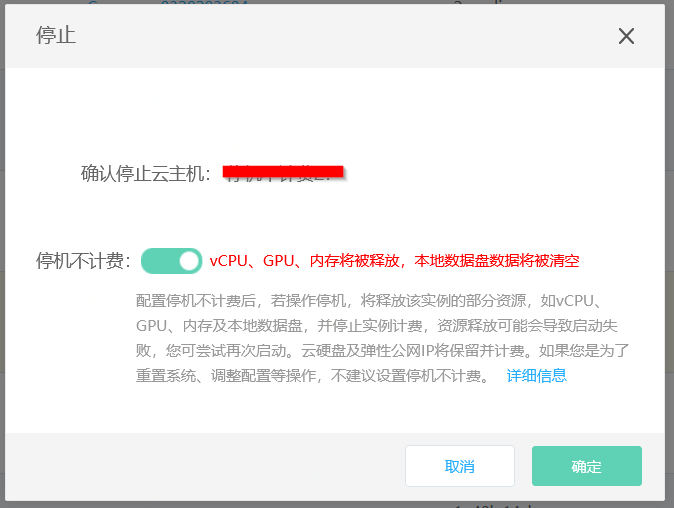 停止
确认停止云主机：
停机不计费： vCPU、GPU、内存将被释放，本地数据盘数据将被清空
配置停机不计费后，若操作停机，将释放该实例的部分资源，如vCPU、
GPU、内存及本地数据盘，并停止实例计费，资源释放可能会导致启动失
败，您可尝试再次启动。云硬盘及弹性公网IP将保留并计费。如果您是为了
重置系统、调整配置等操作，不建议设置停机不计费。 详细信息
取消 确定